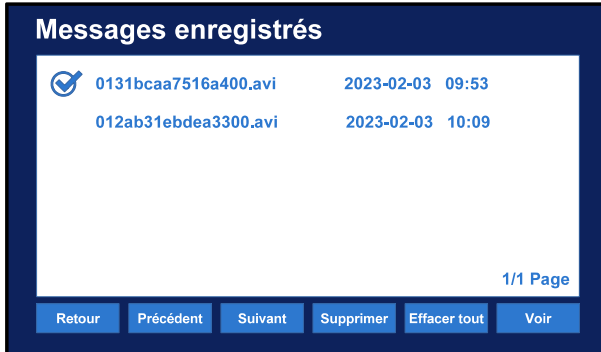 Messages enregistrés
0131bcaa7516a400.avi 2023-02-03 09:53
012ab31ebdea3300.avi 2023-02-03 10:09
1/1 Page
Retour Précédent Suivant Supprimer Effacer tout Voir